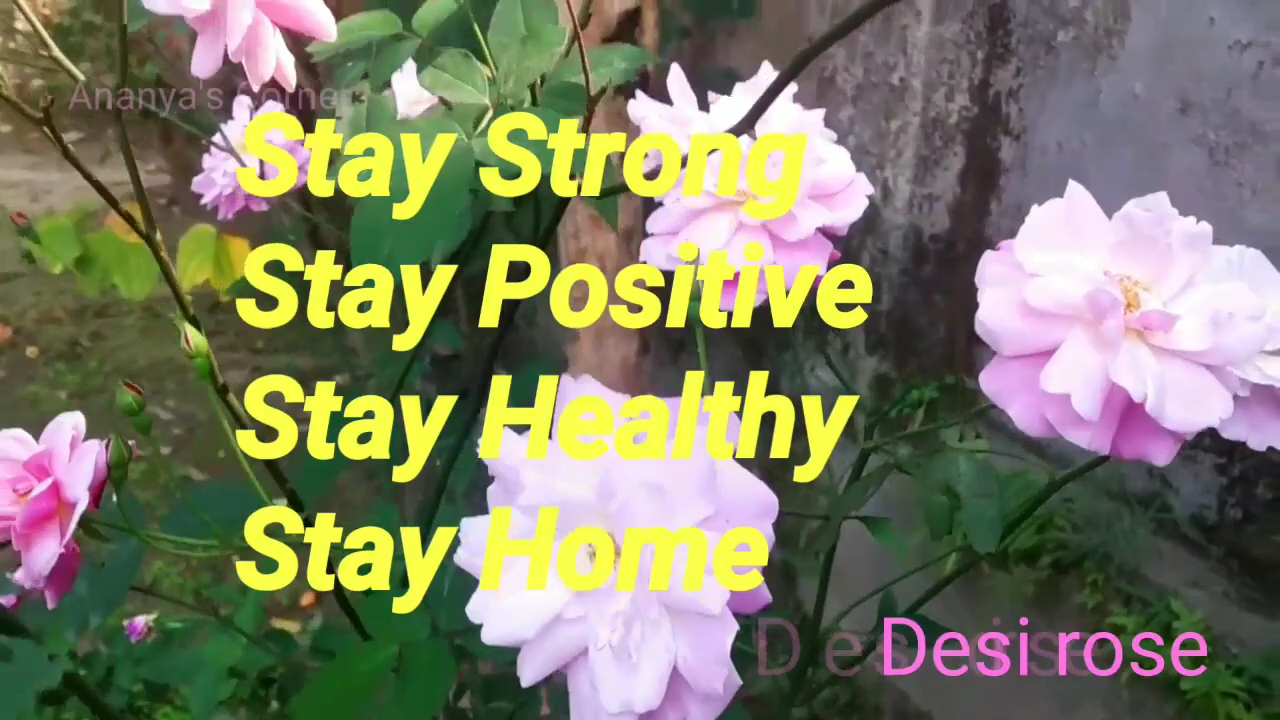 Ananya's Corner
Stay Strong
Stay Positive
Stay Healthy
Stay Home
Desi rose